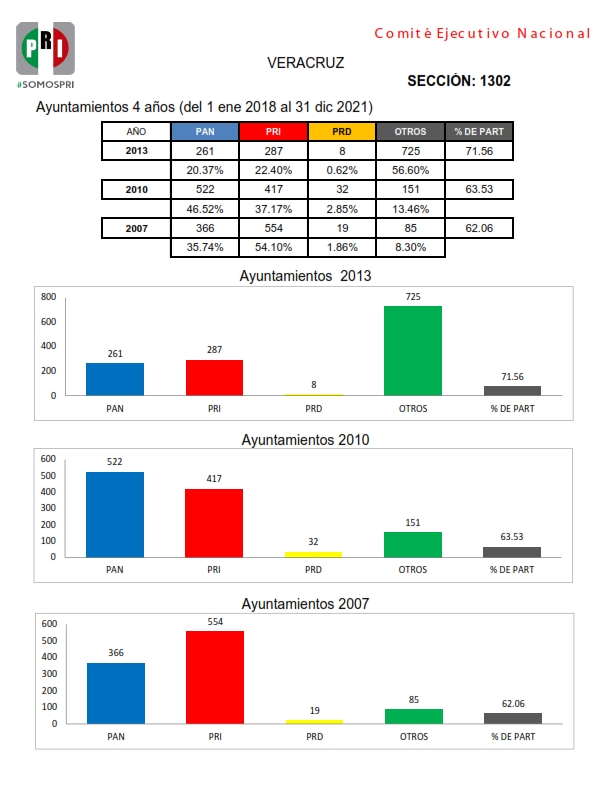 Comité Ejecutivo Nacional
PRI
#SOMOSPRI
VERACRUZ
SECCIÓN: 1302
Ayuntamientos 4 años (del 1 ene 2018 al 31 dic 2021)
AÑO PAN PRI PRD OTROS % DE PART
2013 261 287 8 725 71.56
20.37% 22.40% 0.62% 56.60%
2010 522 417 32 151 63.53
46.52% 37.17% 2.85% 13.46%
2007 366 554 19 85 62.06
35.74% 54.10% 1.86% 8.30%
Ayuntamientos 2013
800
600
400
200
0
261 287 8 725 71.56
PAN PRI PRD OTROS % DE PART
Ayuntamientos 2010
600
500
400
300
200
100
0
522 417 32 151 63.53
PAN PRI PRD OTROS % DE PART
Ayuntamientos 2007
600
500
400
300
200
100
0
366 554 19 85 62.06
PAN PRI PRD OTROS % DE PART